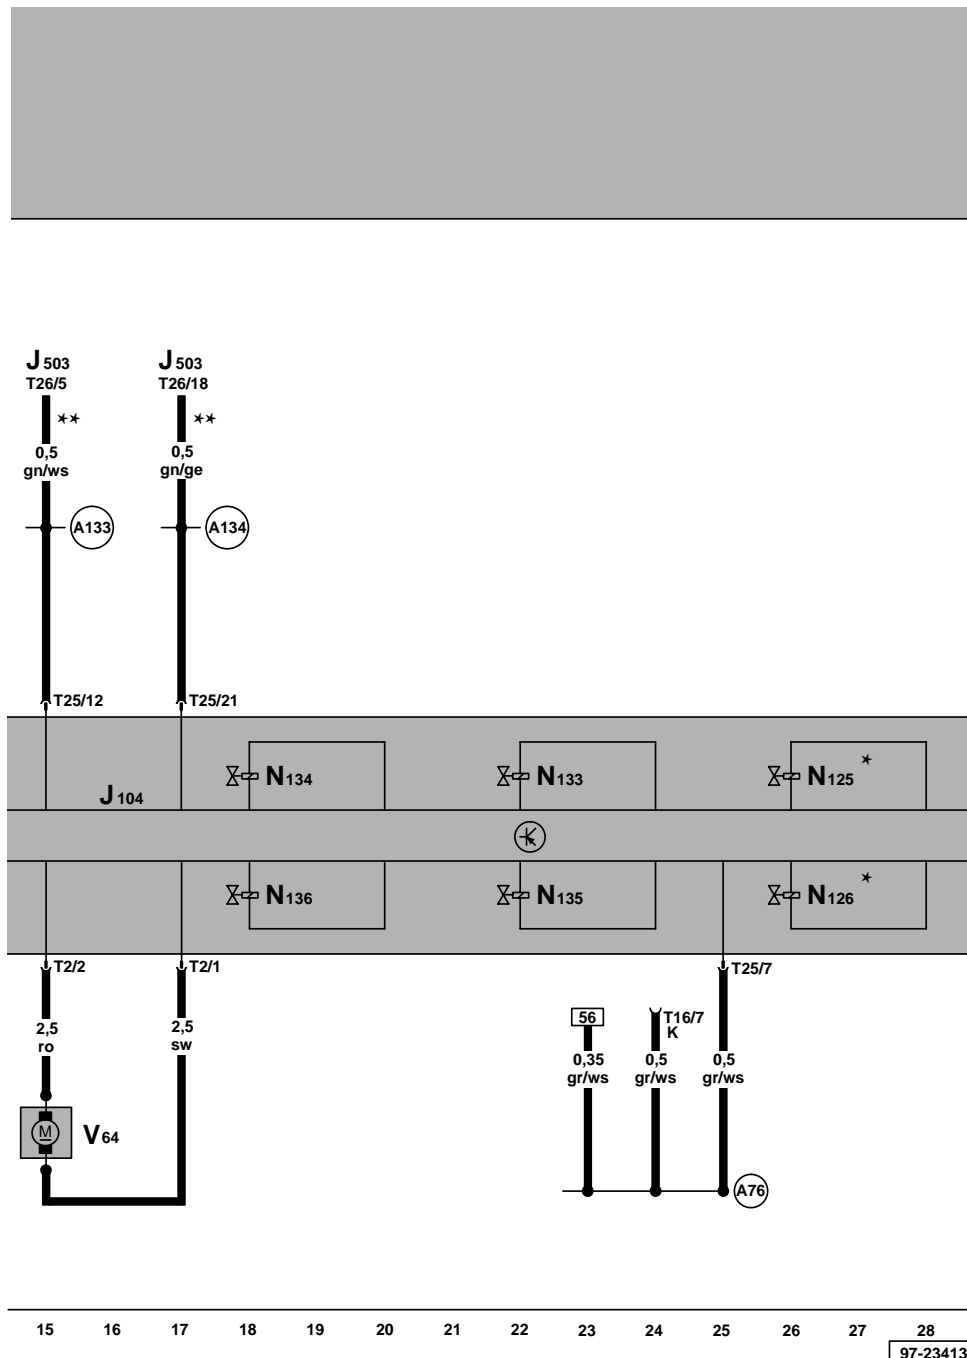 J 503 J 503
T26/5 T26/18
** **
0,5 0,5
gn/ws gn/ge
A133 A134
T25/12 T25/21
N134 N133 N125 *
J 104
N136 N135 N126 *
T2/2 T2/1 T25/7
56 T16/7
K
2,5 2,5
ro sw
0,35 0,5 0,5
gr/ws gr/ws gr/ws
M V64
A76
15 16 17 18 19 20 21 22 23 24 25 26 27 28
97-23413